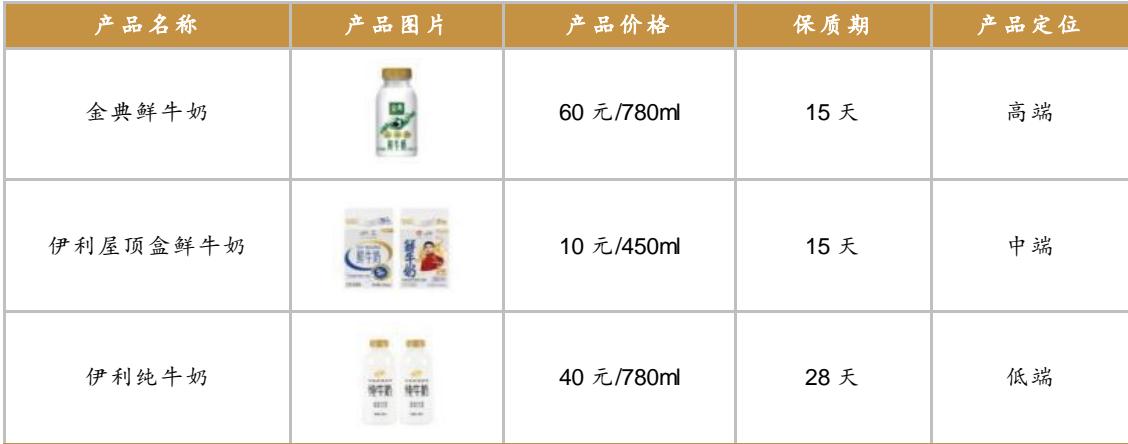 产品名称 产品图片 产品价格 保质期 产品定位
金典鲜牛奶 60 元/780ml 15 天 高端
鲜牛奶
伊利屋顶盒鲜牛奶 10 元/450ml 15 天 中端
鲜牛奶 鲜牛奶
伊利纯牛奶 40 元/780ml 28 天 低端
纯牛奶 纯牛奶